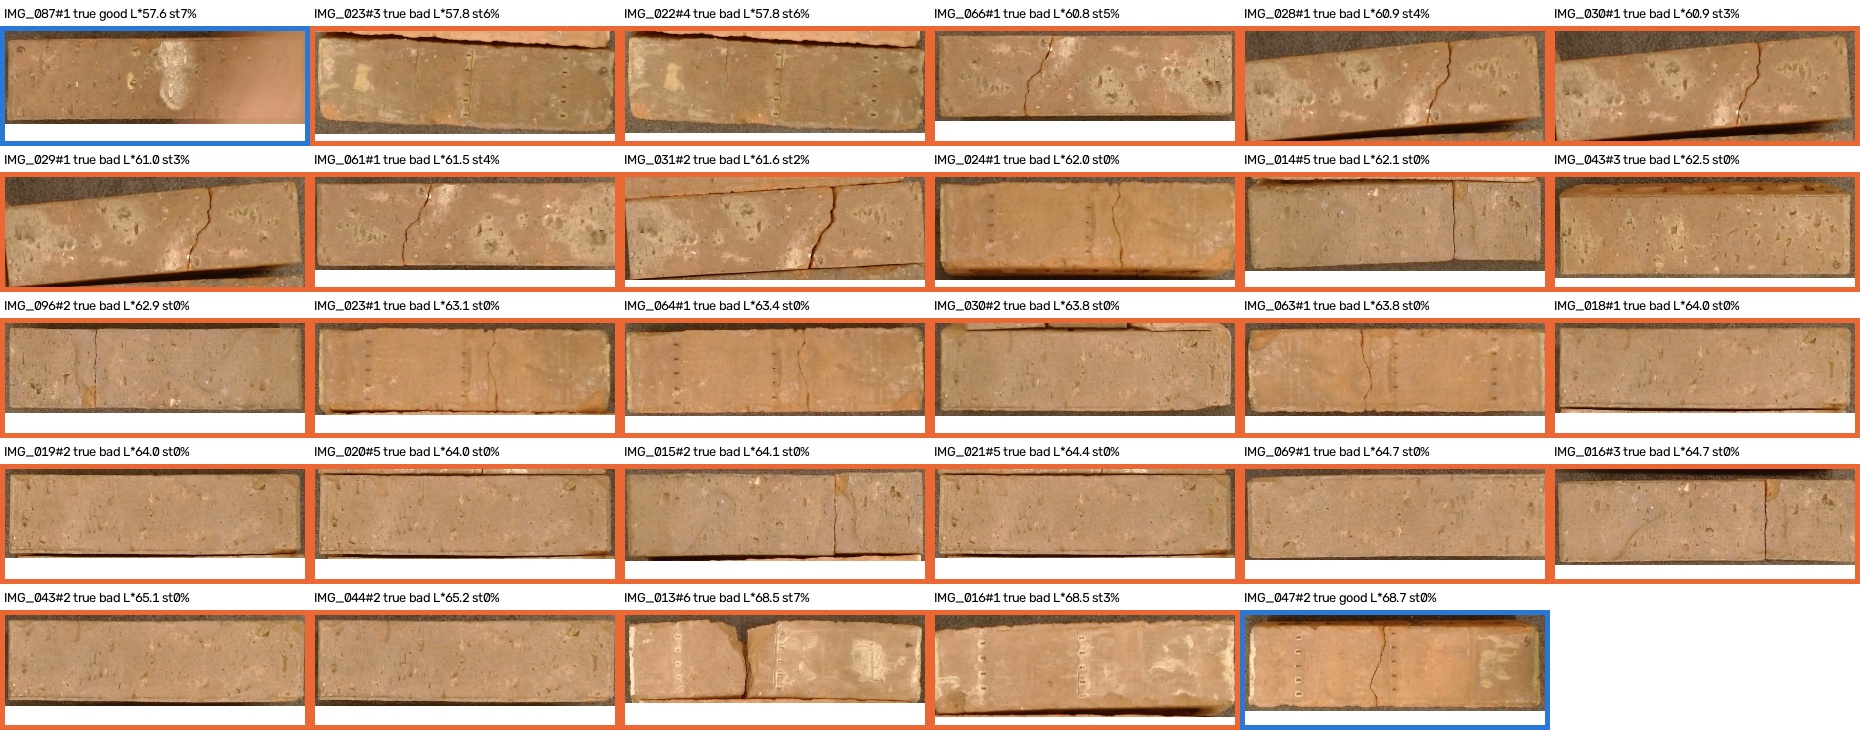 IMG_087#1 true good L*57.6 st7%
IMG_023#3 true bad L*57.8 st6%
IMG_022#4 true bad L*57.8 st6%
IMG_066#1 true bad L*60.8 st5%
IMG_028#1 true bad L*60.9 st4%
IMG_030#1 true bad L*60.9 st3%
IMG_029#1 true bad L*61.0 st3%
IMG_061#1 true bad L*61.5 st4%
IMG_031#2 true bad L*61.6 st2%
IMG_024#1 true bad L*62.0 st0%
IMG_014#5 true bad L*62.1 st0%
IMG_043#3 true bad L*62.5 st0%
IMG_096#2 true bad L*62.9 st0%
IMG_023#1 true bad L*63.1 st0%
IMG_064#1 true bad L*63.4 st0%
IMG_030#2 true bad L*63.8 st0%
IMG_063#1 true bad L*63.8 st0%
IMG_018#1 true bad L*64.0 st0%
IMG_019#2 true bad L*64.0 st0%
IMG_020#5 true bad L*64.0 st0%
IMG_015#2 true bad L*64.1 st0%
IMG_021#5 true bad L*64.4 st0%
IMG_069#1 true bad L*64.7 st0%
IMG_016#3 true bad L*64.7 st0%
IMG_043#2 true bad L*65.1 st0%
IMG_044#2 true bad L*65.2 st0%
IMG_013#6 true bad L*68.5 st7%
IMG_016#1 true bad L*68.5 st3%
IMG_047#2 true good L*68.7 st0%